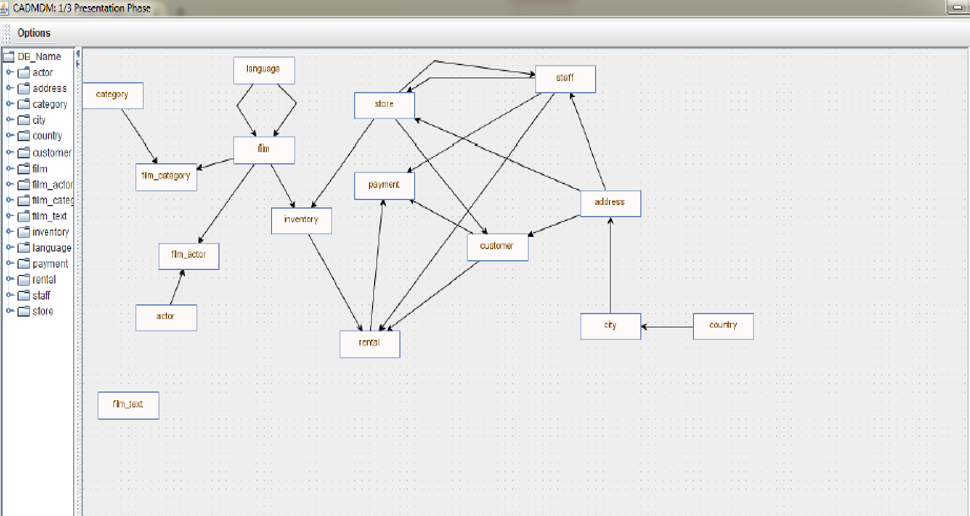 CADMDM: 1/3 Presentation Phase
Options
DB_Name
actor
address
category
city
country
customer
film
film_actor
film_categ
film_text
inventory
language
payment
rental
staff
store
language
category
store
staff
film
film_category
payment
address
inventory
customer
film_actor
actor
rental
city
country
film_text